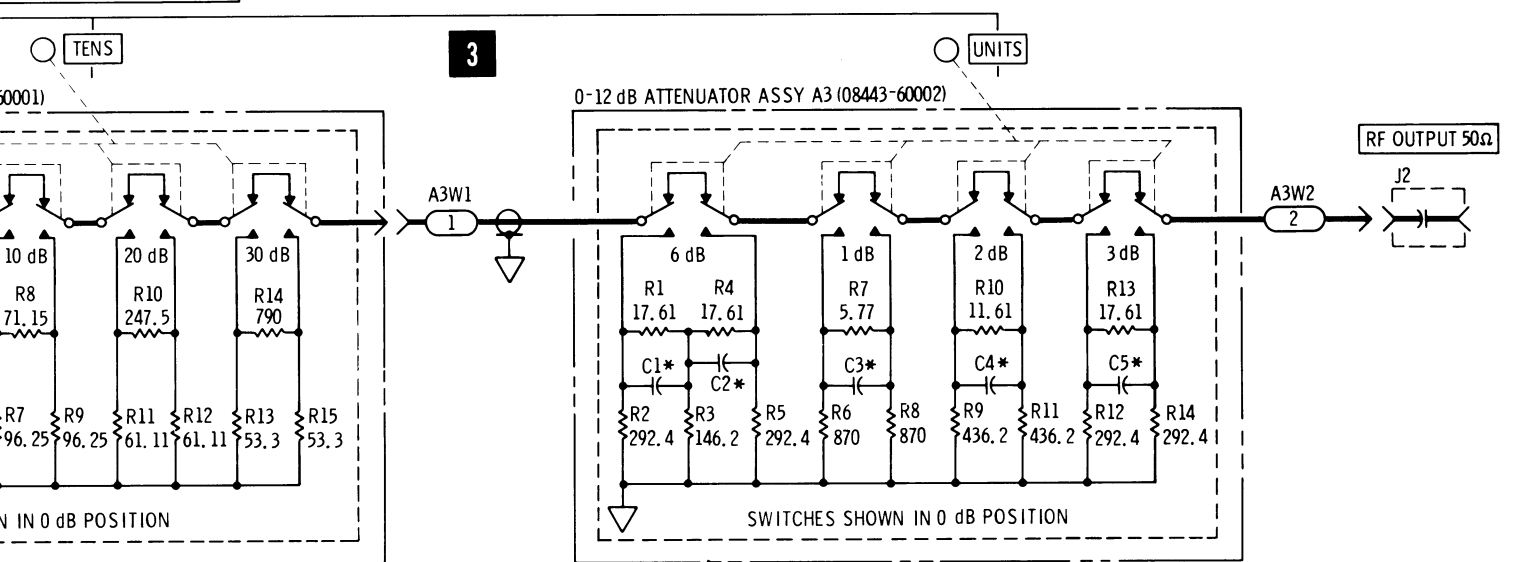 TENS
3
UNITS
60001)
0-12 dB ATTENUATOR ASSY A3 (08443-60002)
RF OUTPUT 50Ω
J2
A3W1
1
A3W2
2
10 dB
20 dB
30 dB
6 dB
1 dB
2 dB
3 dB
R8
71.15
R10
247.5
R14
790
R1
17.61
R4
17.61
R7
5.77
R10
11.61
R13
17.61
C1*
C2*
C3*
C4*
C5*
R7
96.25
R9
96.25
R11
61.11
R12
61.11
R13
53.3
R15
53.3
R2
292.4
R3
146.2
R5
292.4
R6
870
R8
870
R9
436.2
R11
436.2
R12
292.4
R14
292.4
N IN 0 dB POSITION
SWITCHES SHOWN IN 0 dB POSITION